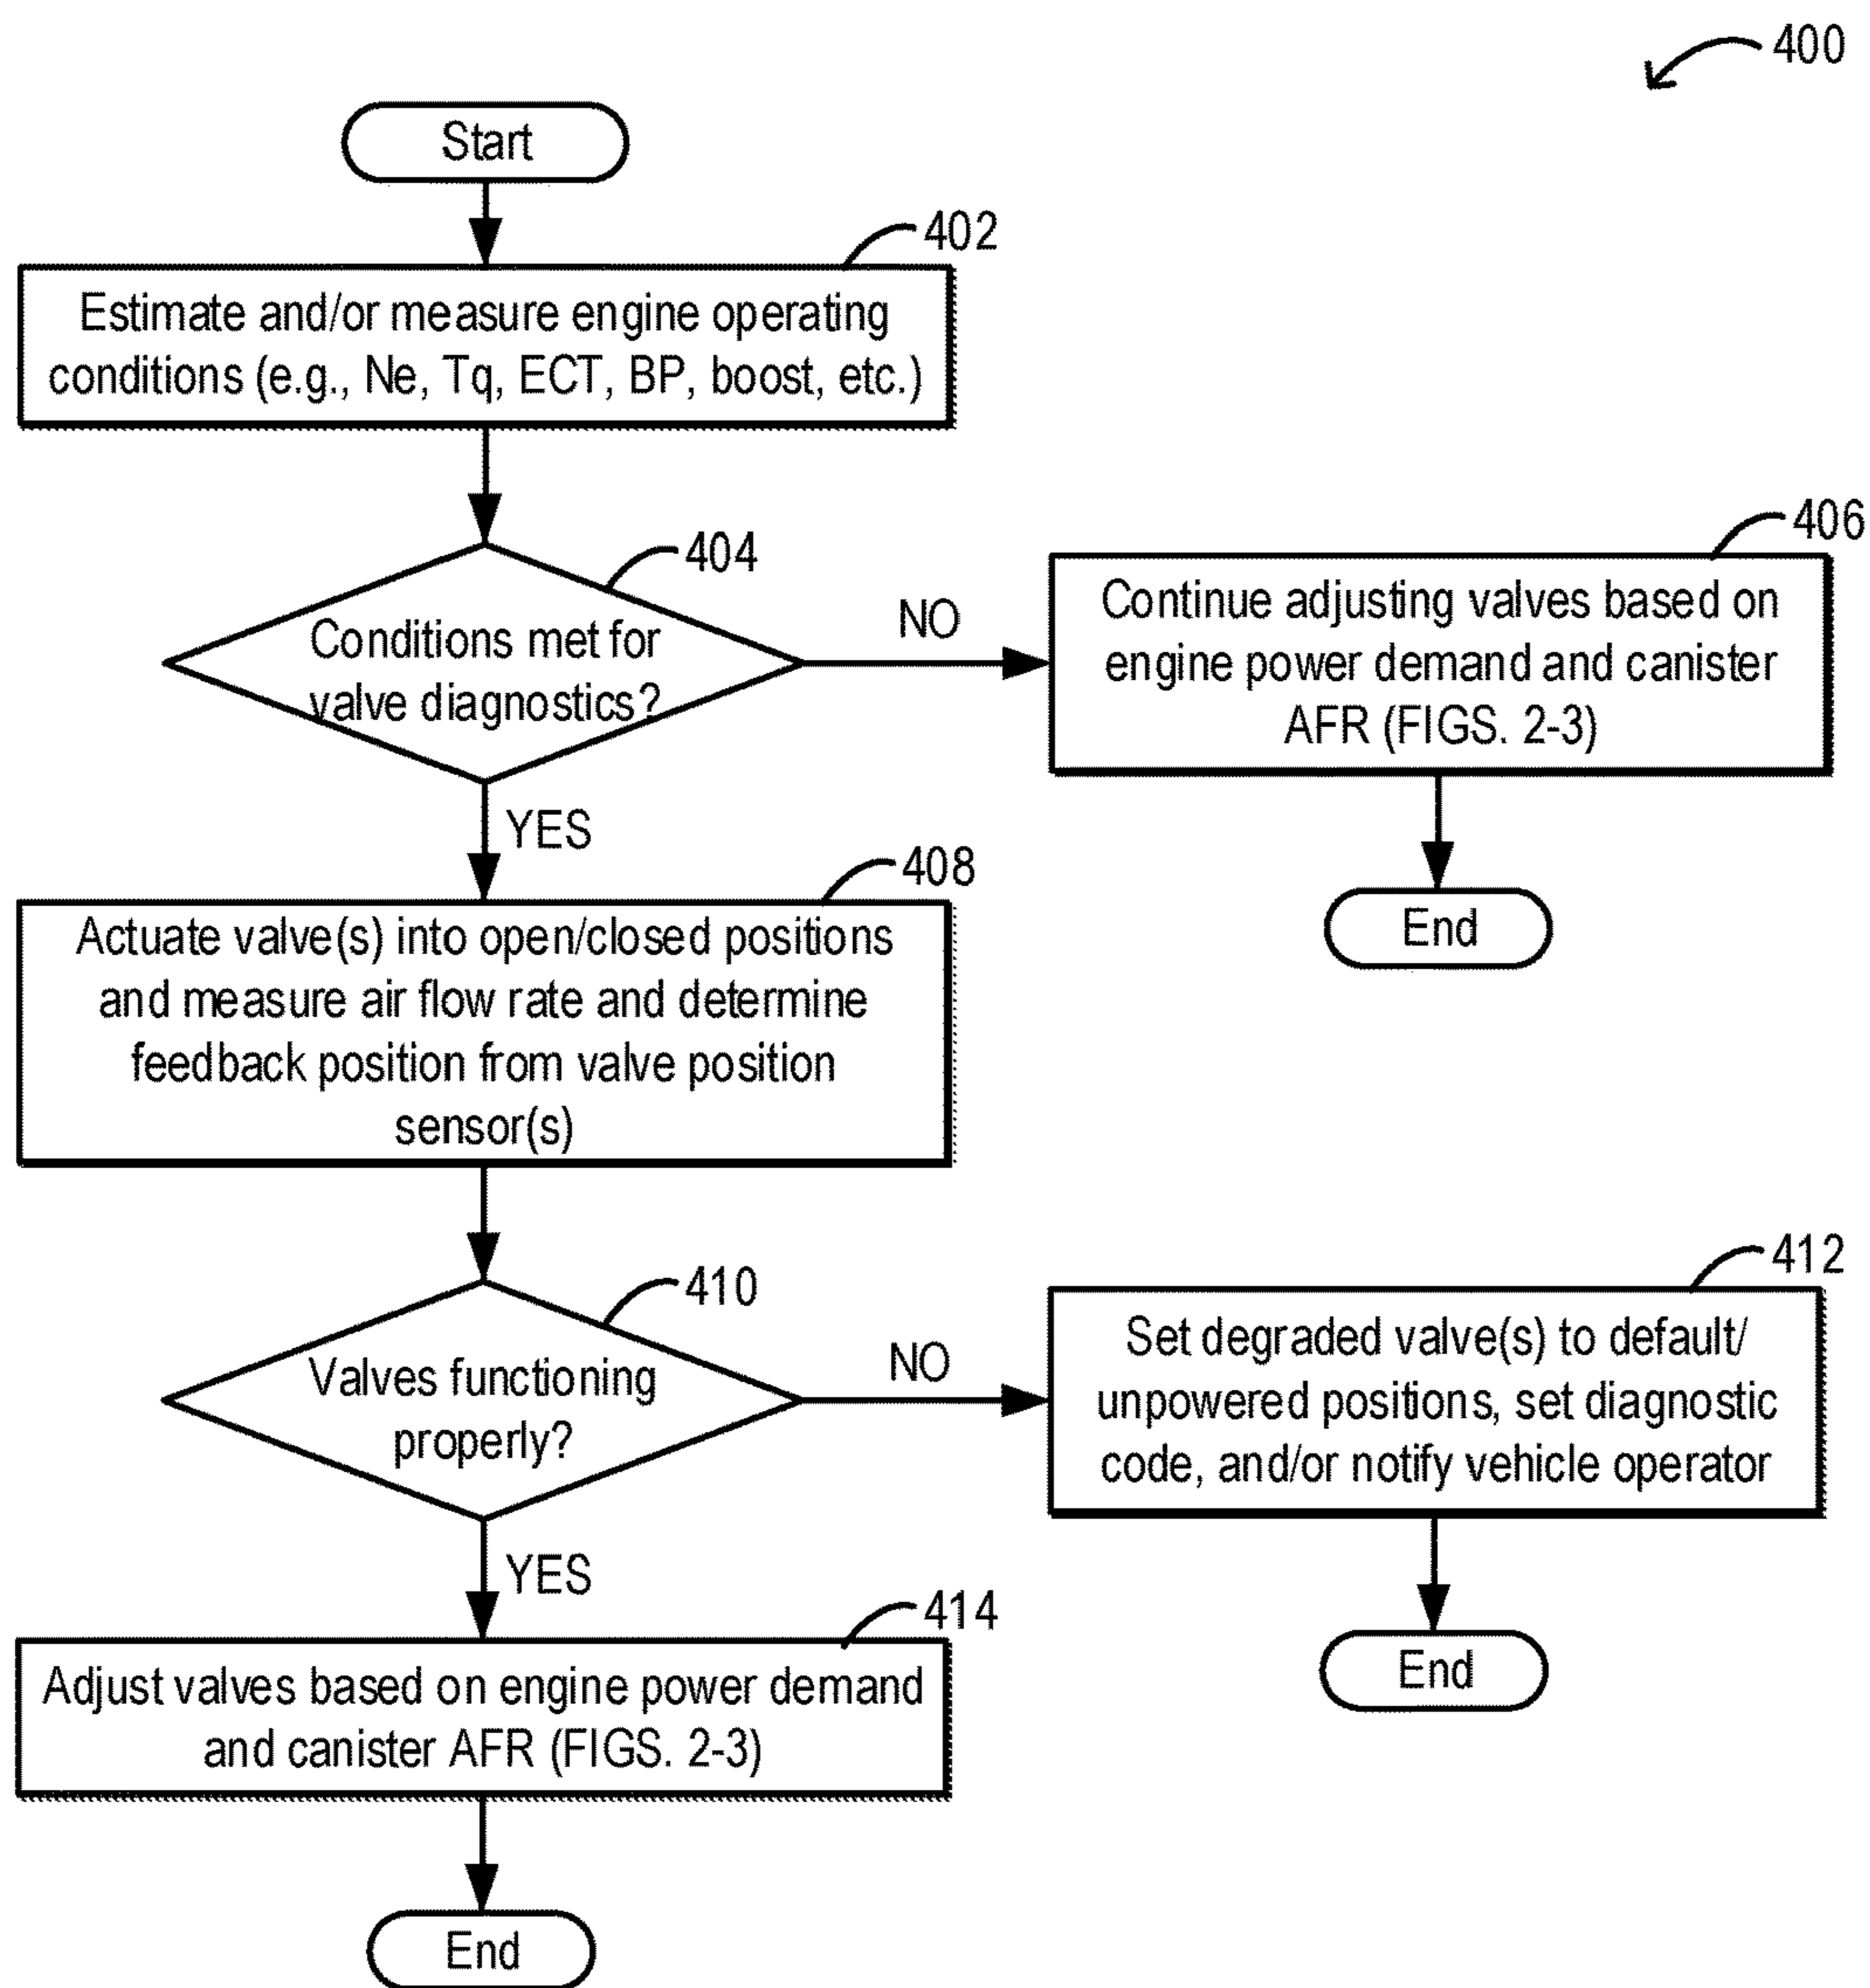 400
Start
402
Estimate and/or measure engine operating
conditions (e.g., Ne, Tq, ECT, BP, boost, etc.)
404
Conditions met for
valve diagnostics?
NO
406
Continue adjusting valves based on
engine power demand and canister
AFR (FIGS. 2-3)
End
YES
408
Actuate valve(s) into open/closed positions
and measure air flow rate and determine
feedback position from valve position
sensor(s)
410
Valves functioning
properly?
NO
412
Set degraded valve(s) to default/
unpowered positions, set diagnostic
code, and/or notify vehicle operator
End
YES
414
Adjust valves based on engine power demand
and canister AFR (FIGS. 2-3)
End